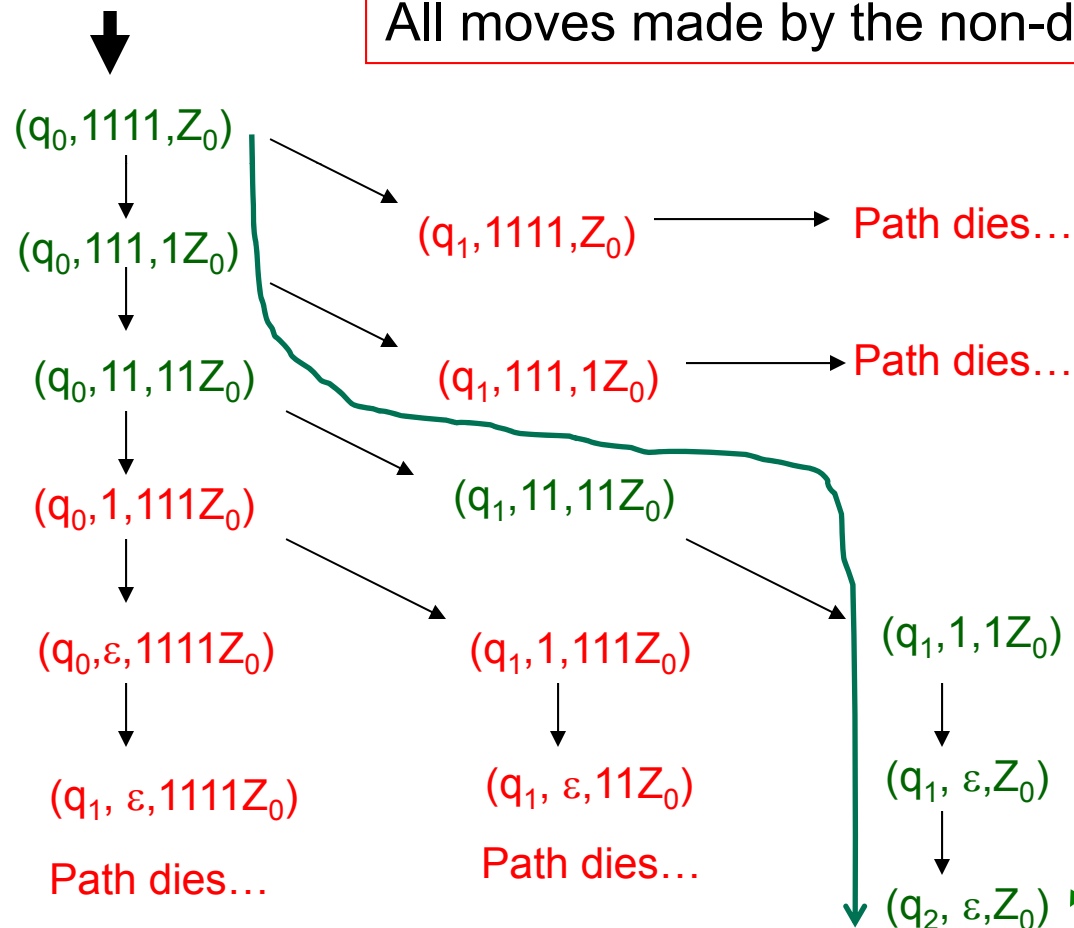 All moves made by the non-d
(q₀,1111,Z₀)
(q₁,1111,Z₀)
Path dies…
(q₀,111,1Z₀)
(q₁,111,1Z₀)
Path dies…
(q₀,11,11Z₀)
(q₁,11,11Z₀)
(q₀,1,111Z₀)
(q₀,ε,1111Z₀)
(q₁,1,111Z₀)
(q₁,1,1Z₀)
(q₁, ε,1111Z₀)
(q₁, ε,11Z₀)
(q₁, ε,Z₀)
Path dies…
Path dies…
(q₂, ε,Z₀)